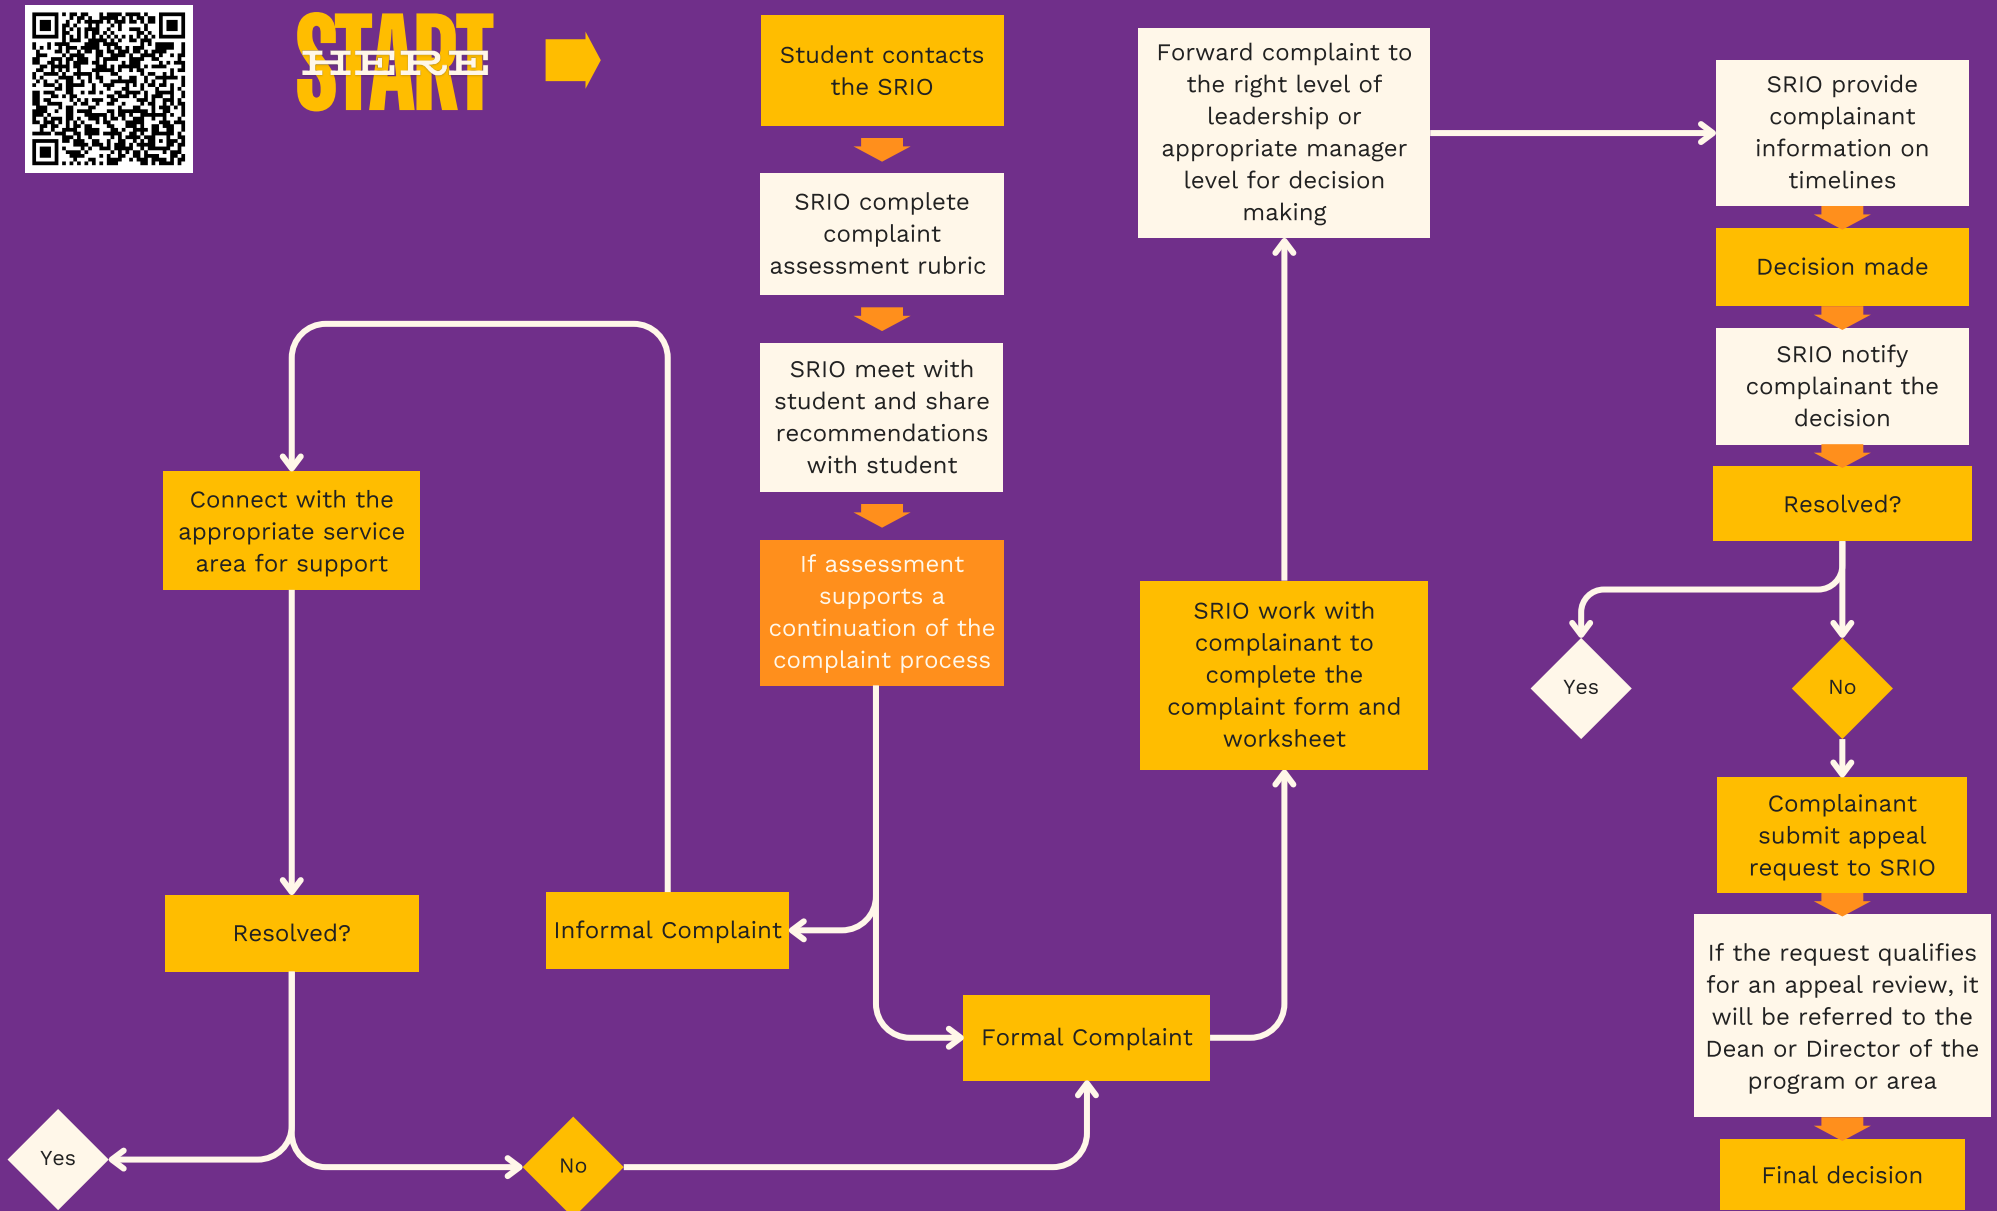 START
HERE
Student contacts
the SRIO
SRIO complete
complaint
assessment rubric
SRIO meet with
student and share
recommendations
with student
If assessment
supports a
continuation of the
complaint process
Informal Complaint
Connect with the
appropriate service
area for support
Resolved?
Yes
No
Formal Complaint
SRIO work with
complainant to
complete the
complaint form and
worksheet
Forward complaint to
the right level of
leadership or
appropriate manager
level for decision
making
SRIO provide
complainant
information on
timelines
Decision made
SRIO notify
complainant the
decision
Resolved?
Yes
No
Complainant
submit appeal
request to SRIO
If the request qualifies
for an appeal review, it
will be referred to the
Dean or Director of the
program or area
Final decision